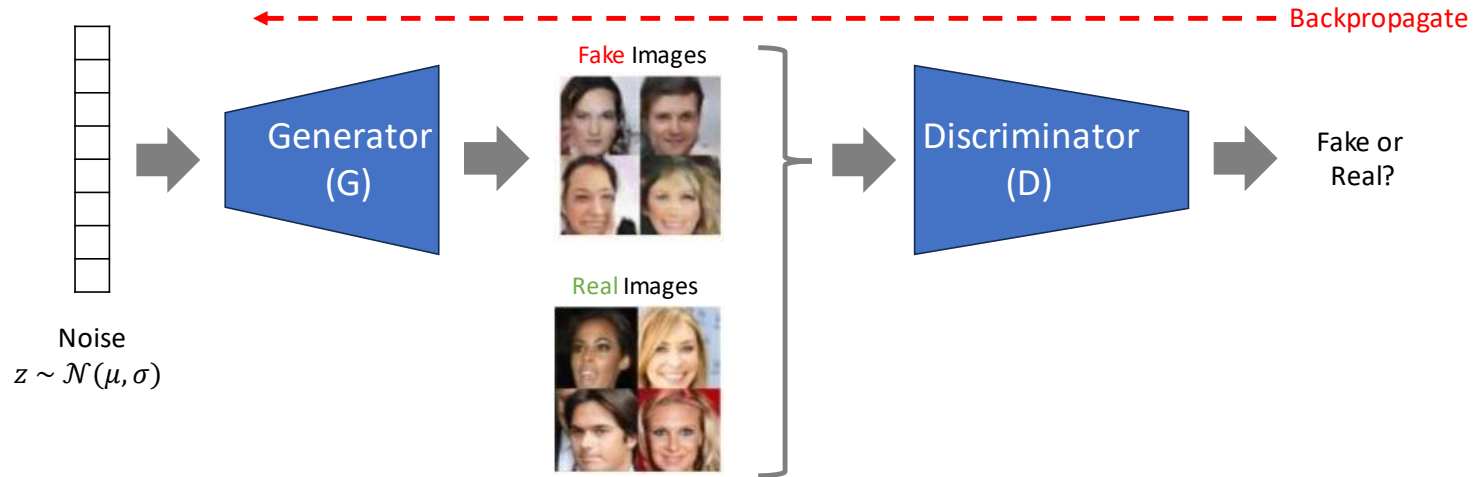 Backpropagate
Fake Images
Generator
(G)
Discriminator
(D)
Fake or
Real?
Real Images
Noise
𝑧 ~ 𝒩(𝜇, 𝜎)